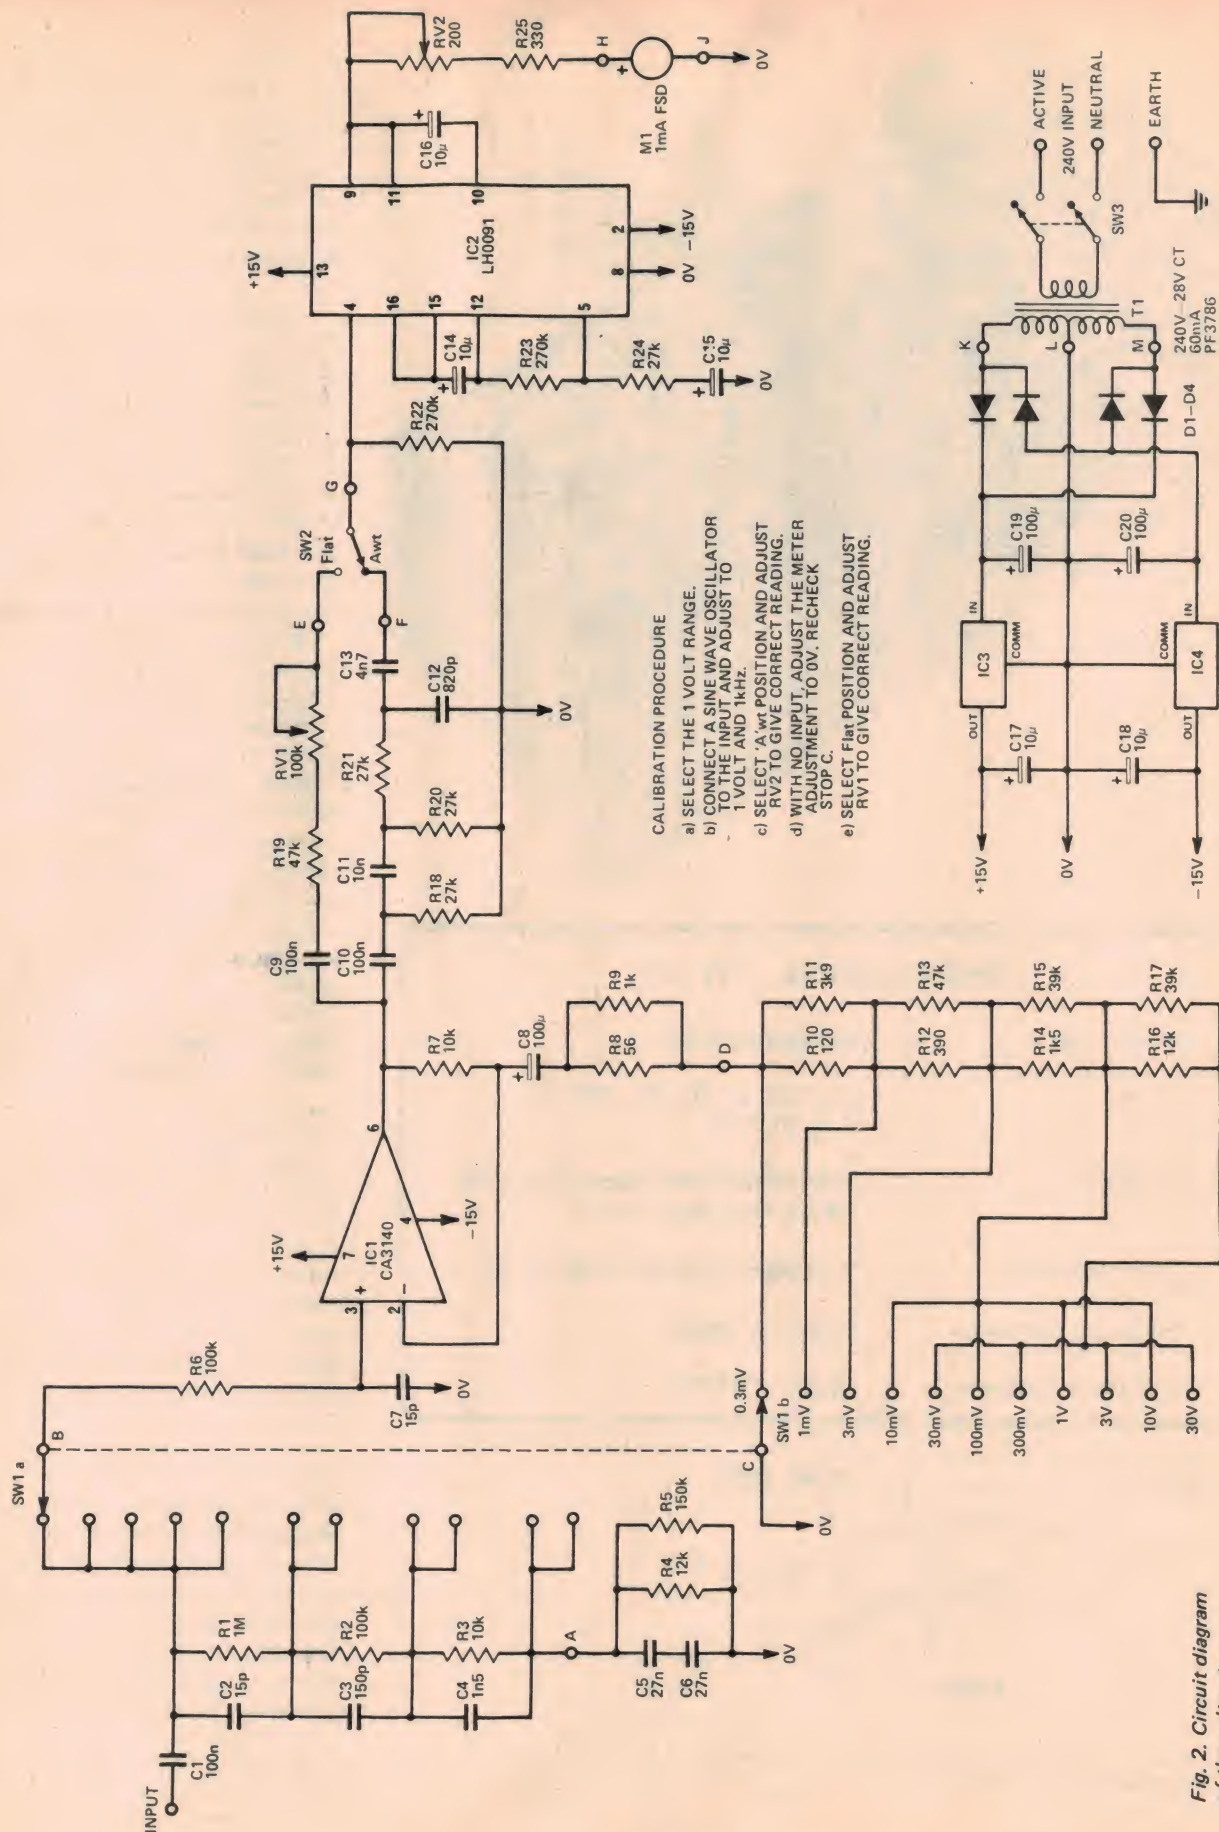 INPUT
C1
100n
C2
15p
R1
1M
C3
150p
R2
100k
C4
1n5
R3
10k
A
C5
27n
C6
27n
R4
12k
R5
150k
0V
SW1 a
B
R6
100k
C7
15p
0V
+15V
7
3
+
IC1
CA3140
2
−
4
−15V
6
R7
10k
C8
100µ
+
R8
56
R9
1k
D
C
0V
SW1 b
0.3mV
1mV
3mV
10mV
30mV
100mV
300mV
1V
3V
10V
30V
R10
120
R11
3k9
R12
390
R13
47k
R14
1k5
R15
39k
R16
12k
R17
39k
C9
100n
C10
100n
R18
27k
C11
10n
R19
47k
R20
27k
R21
27k
RV1
100k
C12
820p
C13
4n7
0V
E
F
SW2
Flat
Awt
G
R22
270k
+15V
13
4
16
15
12
5
IC2
LH0091
9
11
10
8
2
0V
−15V
+
C14
10µ
R23
270k
R24
27k
+
C15
10µ
0V
C16
10µ
+
RV2
200
R25
330
H
+
M1
1mA FSD
J
0V
CALIBRATION PROCEDURE
a) SELECT THE 1 VOLT RANGE.
b) CONNECT A SINE WAVE OSCILLATOR
TO THE INPUT AND ADJUST TO
1 VOLT AND 1kHz.
c) SELECT 'A'wt POSITION AND ADJUST
RV2 TO GIVE CORRECT READING.
d) WITH NO INPUT, ADJUST THE METER
ADJUSTMENT TO 0V. RECHECK
STOP C.
e) SELECT Flat POSITION AND ADJUST
RV1 TO GIVE CORRECT READING.
+15V
0V
−15V
OUT
IC3
IN
COMM
+
C17
10µ
+
C18
10µ
+
C19
100µ
+
C20
100µ
COMM
OUT
IC4
IN
D1–D4
K
L
M
T1
240V–28V CT
60mA
PF3786
SW3
ACTIVE
240V INPUT
NEUTRAL
EARTH
Fig. 2. Circuit diagram